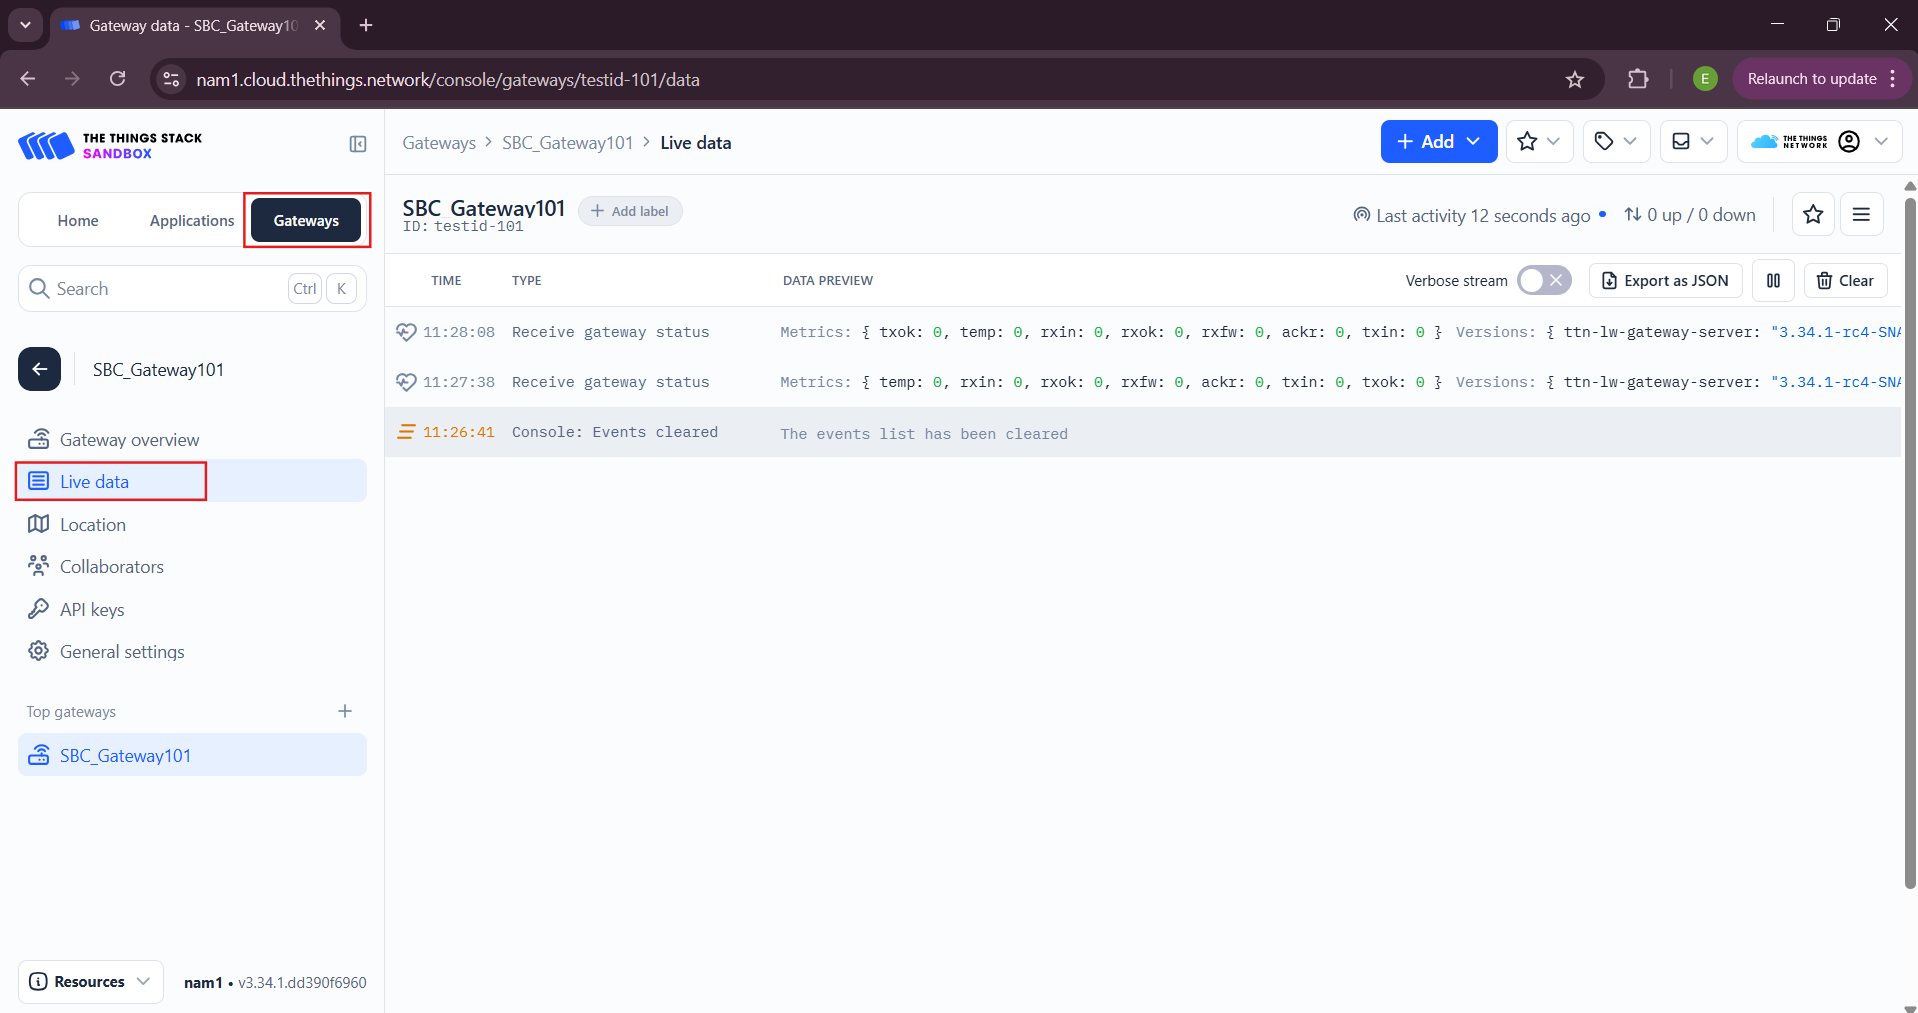 Gateway data - SBC_Gateway10
nam1.cloud.thethings.network/console/gateways/testid-101/data
E
Relaunch to update
THE THINGS STACK
SANDBOX
Gateways > SBC_Gateway101 > Live data
+ Add
THE THINGS
NETWORK
Home
Applications
Gateways
SBC_Gateway101
+ Add label
ID: testid-101
Last activity 12 seconds ago
0 up / 0 down
Search
Ctrl
K
TIME
TYPE
DATA PREVIEW
Verbose stream
Export as JSON
Clear
11:28:08 Receive gateway status Metrics: { txok: 0, temp: 0, rxin: 0, rxok: 0, rxfw: 0, ackr: 0, txin: 0 } Versions: { ttn-lw-gateway-server: "3.34.1-rc4-SNA
11:27:38 Receive gateway status Metrics: { temp: 0, rxin: 0, rxok: 0, rxfw: 0, ackr: 0, txin: 0, txok: 0 } Versions: { ttn-lw-gateway-server: "3.34.1-rc4-SNA
11:26:41 Console: Events cleared The events list has been cleared
SBC_Gateway101
Gateway overview
Live data
Location
Collaborators
API keys
General settings
Top gateways
SBC_Gateway101
Resources
nam1 • v3.34.1.dd390f6960